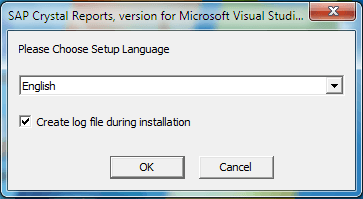 SAP Crystal Reports, version for Microsoft Visual Studi...
Please Choose Setup Language
English
Create log file during installation
OK
Cancel